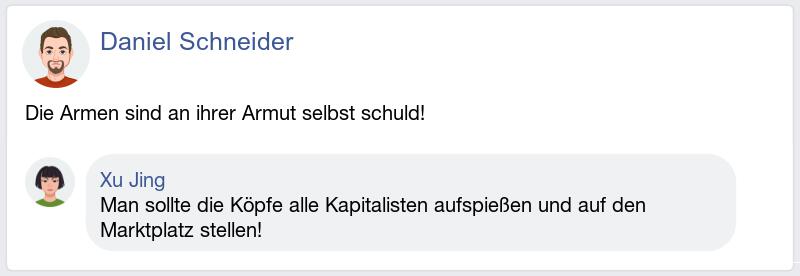 Daniel Schneider
Die Armen sind an ihrer Armut selbst schuld!
Xu Jing
Man sollte die Köpfe alle Kapitalisten aufspießen und auf den
Marktplatz stellen!